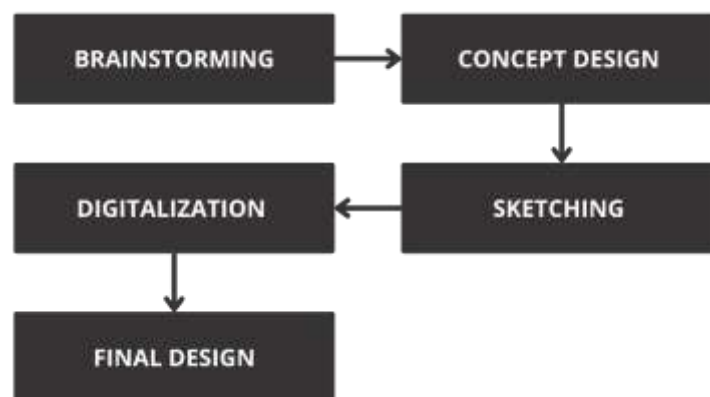 BRAINSTORMING
CONCEPT DESIGN
SKETCHING
DIGITALIZATION
FINAL DESIGN